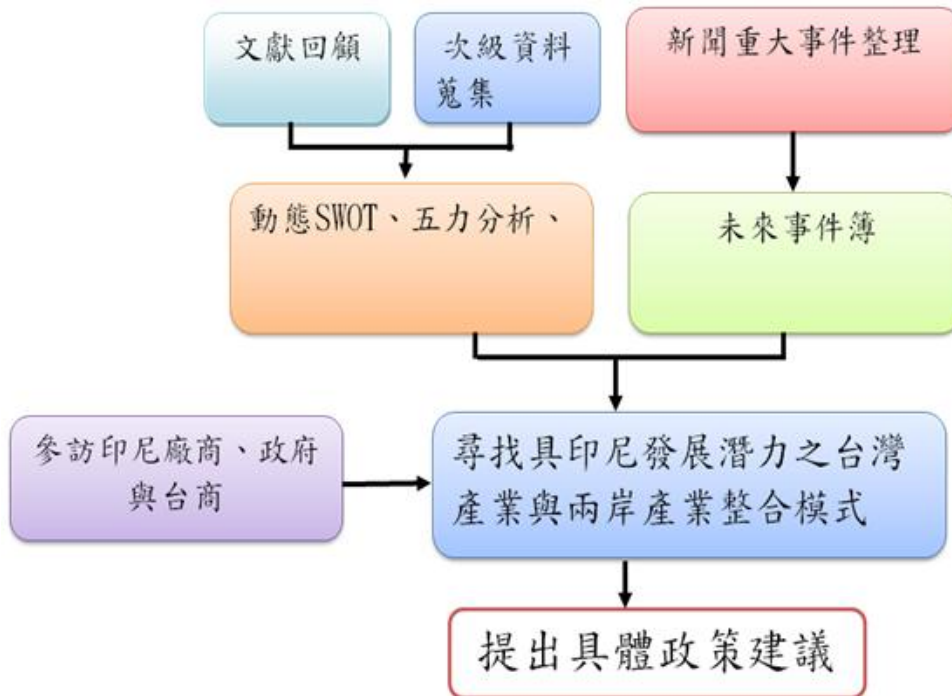 文獻回顧
次級資料
蒐集
新聞重大事件整理
動態SWOT、五力分析、
未來事件簿
參訪印尼廠商、政府
與台商
尋找具印尼發展潛力之台灣
產業與兩岸產業整合模式
提出具體政策建議